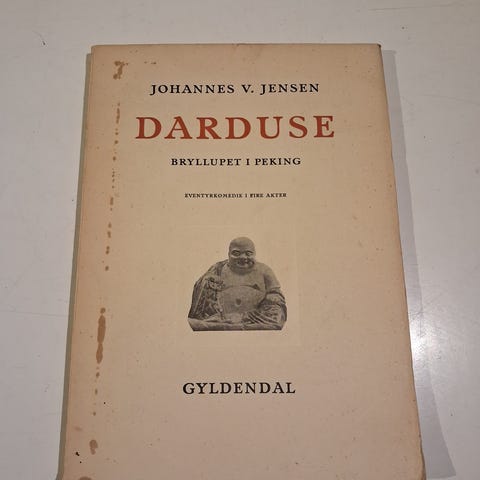 JOHANNES V. JENSEN
DARDUSE
BRYLLUPET I PEKING
EVENTYRKOMEDIE I FIRE AKTER
GYLDENDAL